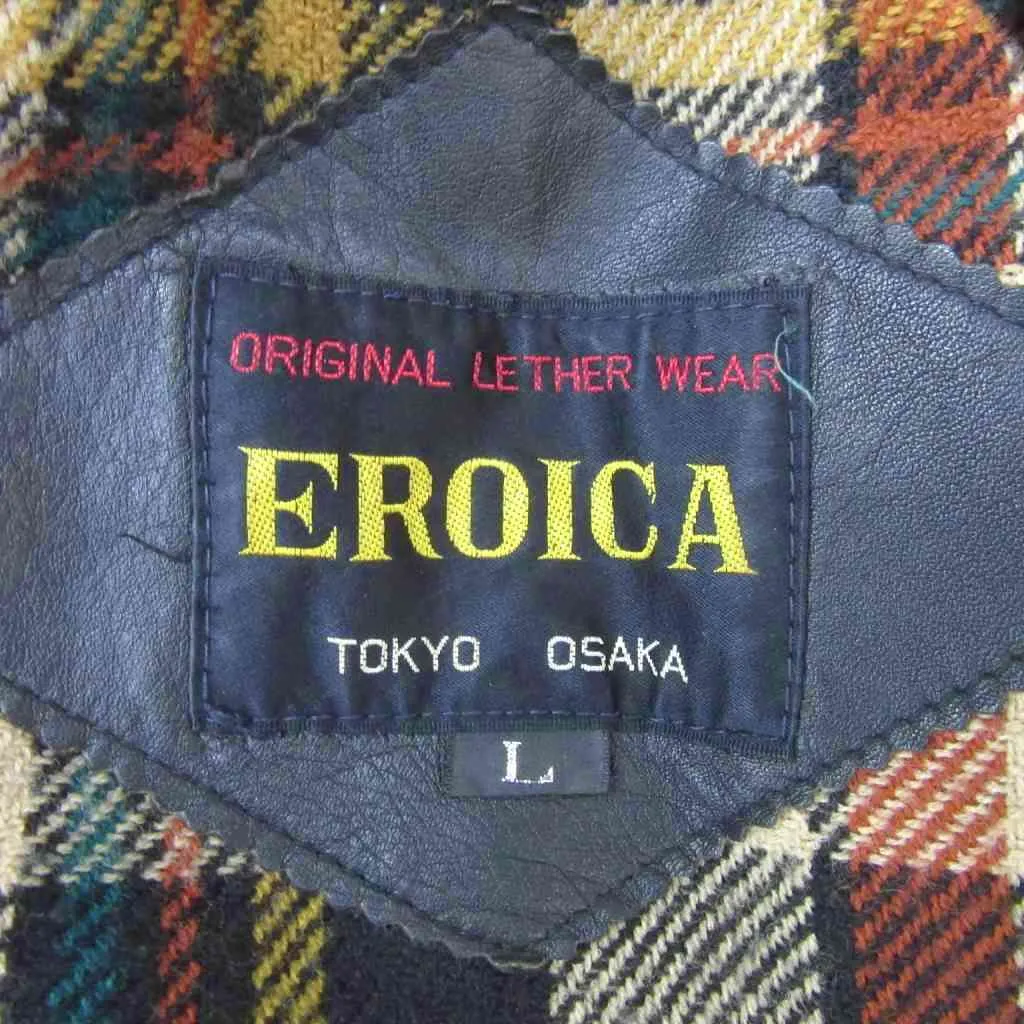 ORIGINAL LETHER WEAR
EROICA
TOKYO OSAKA
L